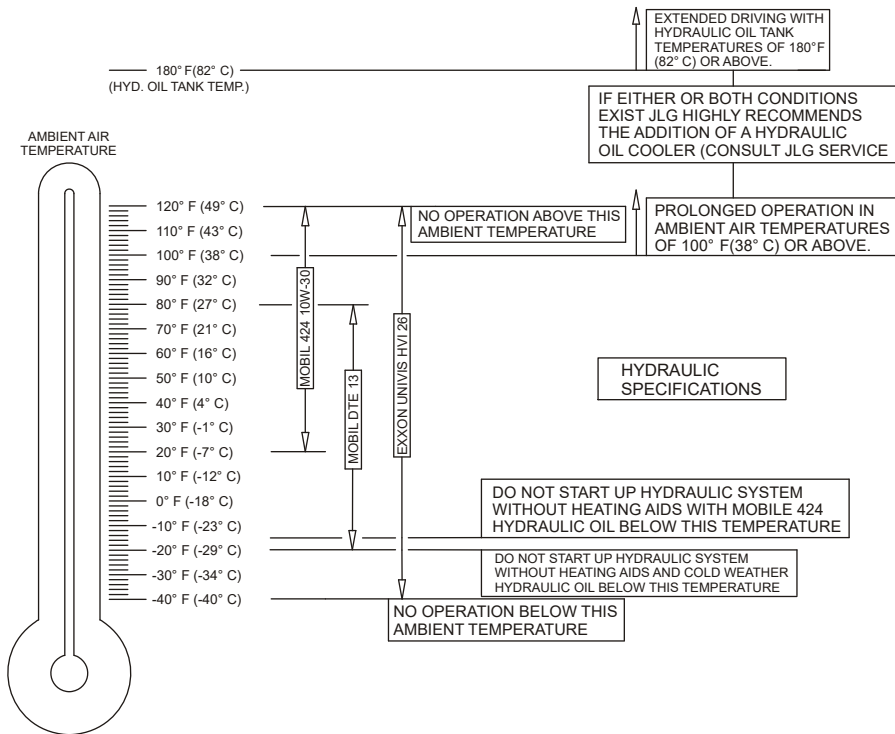 EXTENDED DRIVING WITH
HYDRAULIC OIL TANK
TEMPERATURES OF 180°F
(82° C) OR ABOVE.
180° F(82° C)
(HYD. OIL TANK TEMP.)
IF EITHER OR BOTH CONDITIONS
EXIST JLG HIGHLY RECOMMENDS
THE ADDITION OF A HYDRAULIC
OIL COOLER (CONSULT JLG SERVICE
AMBIENT AIR
TEMPERATURE
120° F (49° C)
110° F (43° C)
100° F (38° C)
90° F (32° C)
80° F (27° C)
70° F (21° C)
60° F (16° C)
50° F (10° C)
40° F (4° C)
30° F (-1° C)
20° F (-7° C)
10° F (-12° C)
0° F (-18° C)
-10° F (-23° C)
-20° F (-29° C)
-30° F (-34° C)
-40° F (-40° C)
MOBIL 424 10W-30
MOBIL DTE 13
EXXON UNIVIS HVI 26
NO OPERATION ABOVE THIS
AMBIENT TEMPERATURE
PROLONGED OPERATION IN
AMBIENT AIR TEMPERATURES
OF 100° F(38° C) OR ABOVE.
HYDRAULIC
SPECIFICATIONS
DO NOT START UP HYDRAULIC SYSTEM
WITHOUT HEATING AIDS WITH MOBILE 424
HYDRAULIC OIL BELOW THIS TEMPERATURE
DO NOT START UP HYDRAULIC SYSTEM
WITHOUT HEATING AIDS AND COLD WEATHER
HYDRAULIC OIL BELOW THIS TEMPERATURE
NO OPERATION BELOW THIS
AMBIENT TEMPERATURE